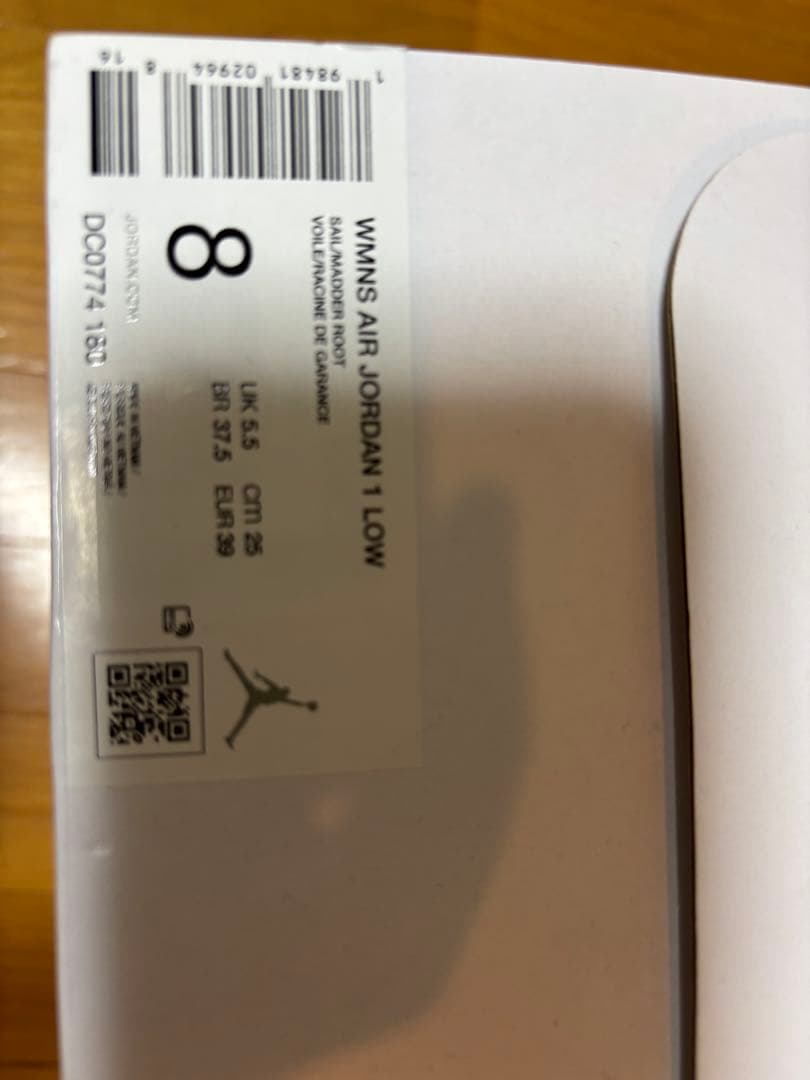 WMNS AIR JORDAN 1 LOW
SAIL/MADDER ROOT
VOILE/RACINE DE GARANCE
8
UK 5.5 cm 25
BR 37.5 EUR 39
JORDAN.COM
DC0774 180
1 98481 02964 8 16